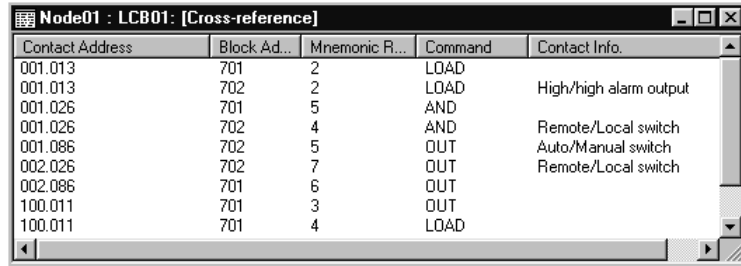 Node01 : LCB01: [Cross-reference]
Contact Address Block Ad... Mnemonic R... Command Contact Info.
001.013 701 2 LOAD
001.013 702 2 LOAD High/high alarm output
001.026 701 5 AND
001.026 702 4 AND Remote/Local switch
001.086 702 5 OUT Auto/Manual switch
002.026 702 7 OUT Remote/Local switch
002.086 701 6 OUT
100.011 701 3 OUT
100.011 701 4 LOAD